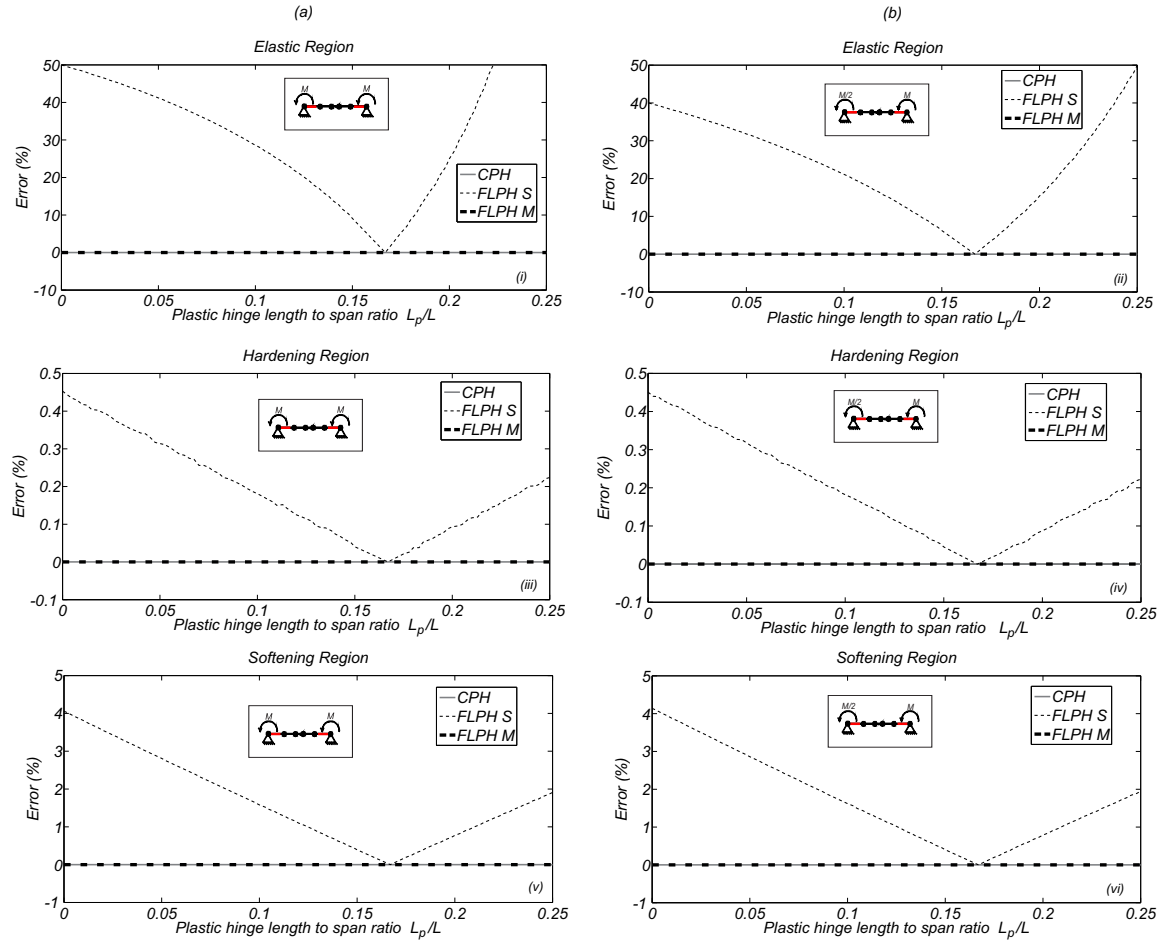 (a)
Elastic Region
50
40
30
20
10
0
-10
Error (%)
M M
CPH
FLPH S
FLPH M
(i)
0 0.05 0.1 0.15 0.2 0.25
Plastic hinge length to span ratio Lp/L
Hardening Region
0.5
0.4
0.3
0.2
0.1
0
-0.1
Error (%)
M M
CPH
FLPH S
FLPH M
(iii)
0 0.05 0.1 0.15 0.2 0.25
Plastic hinge length to span ratio Lp/L
Softening Region
5
4
3
2
1
0
-1
Error (%)
M M
CPH
FLPH S
FLPH M
(v)
0 0.05 0.1 0.15 0.2 0.25
Plastic hinge length to span ratio Lp/L
(b)
Elastic Region
50
40
30
20
10
0
-10
Error (%)
M/2 M
CPH
FLPH S
FLPH M
(ii)
0 0.05 0.1 0.15 0.2 0.25
Plastic hinge length to span ratio Lp/L
Hardening Region
0.5
0.4
0.3
0.2
0.1
0
-0.1
Error (%)
M/2 M
CPH
FLPH S
FLPH M
(iv)
0 0.05 0.1 0.15 0.2 0.25
Plastic hinge length to span ratio Lp/L
Softening Region
5
4
3
2
1
0
-1
Error (%)
M/2 M
CPH
FLPH S
FLPH M
(vi)
0 0.05 0.1 0.15 0.2 0.25
Plastic hinge length to span ratio Lp/L